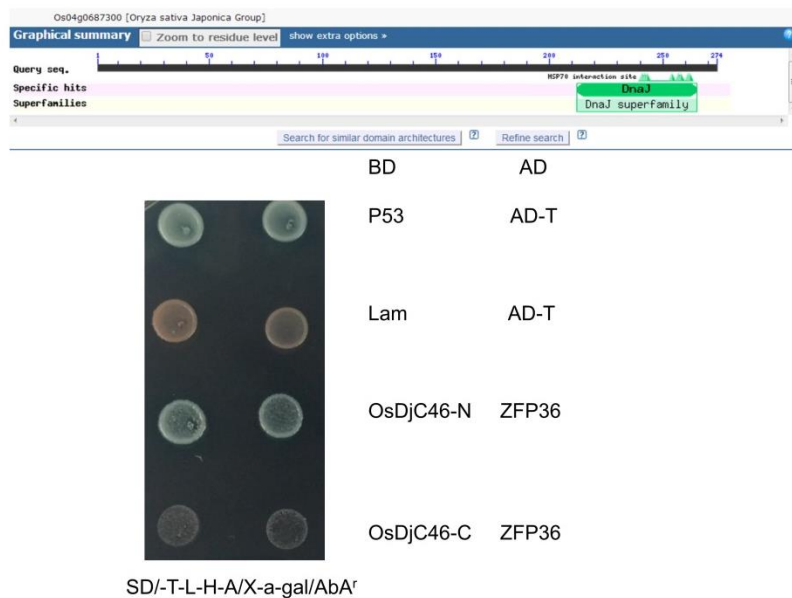 Os04g0687300 [Oryza sativa Japonica Group]
Graphical summary Zoom to residue level show extra options »
1 50 100 150 200 250 274
Query seq.
HSP70 interaction site
Specific hits DnaJ
Superfamilies DnaJ superfamily
Search for similar domain architectures ? Refine search ?
BD AD
P53 AD-T
Lam AD-T
OsDjC46-N ZFP36
OsDjC46-C ZFP36
SD/-T-L-H-A/X-a-gal/AbAʳ